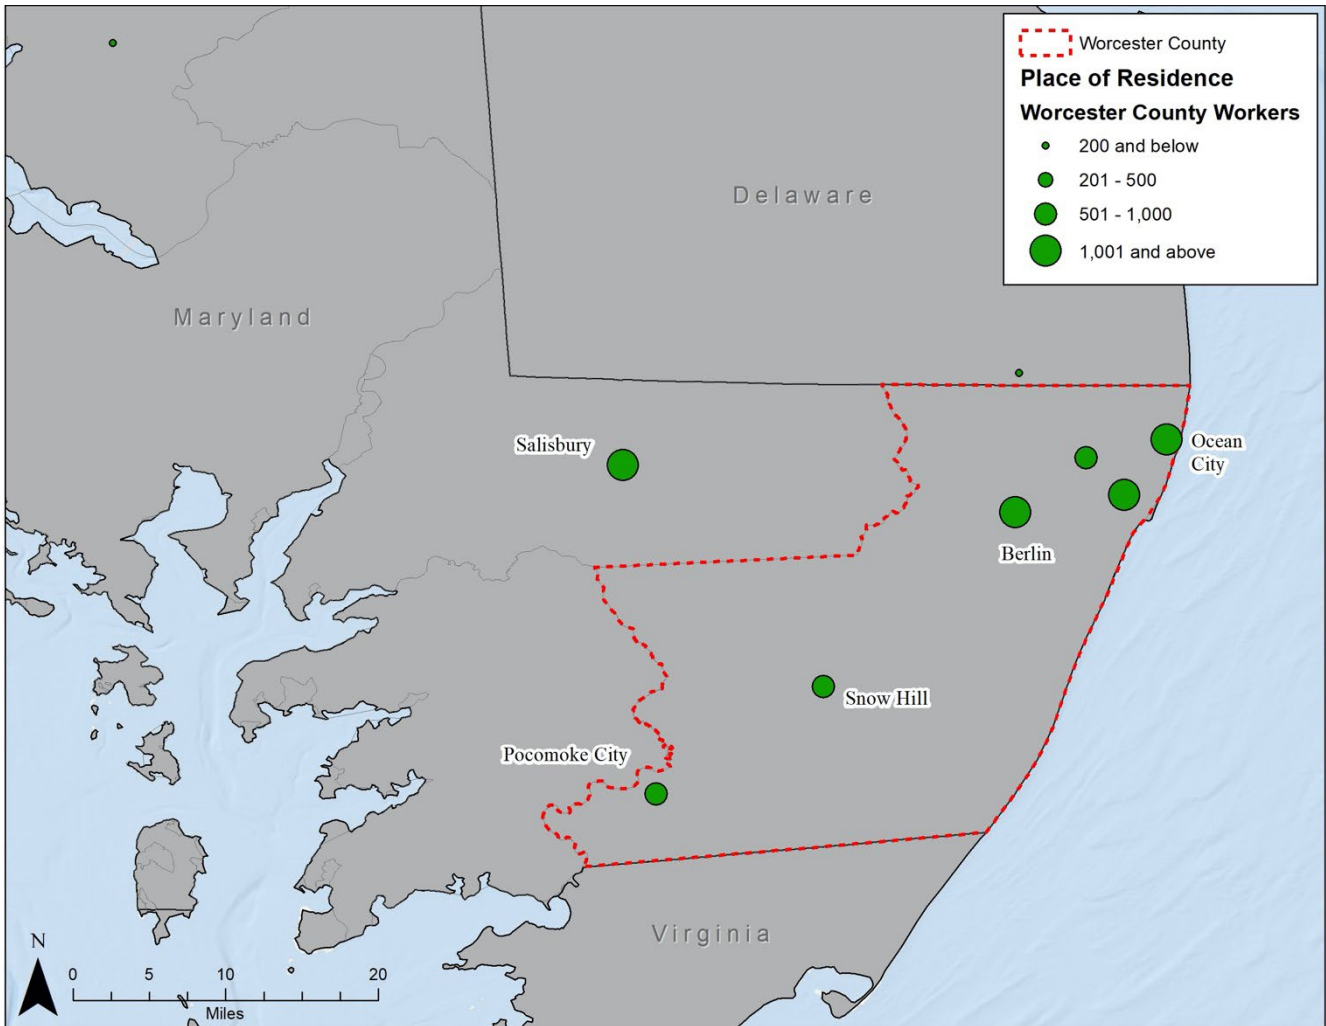 Worcester County
Place of Residence
Worcester County Workers
200 and below
201 - 500
501 - 1,000
1,001 and above
Delaware
Maryland
Salisbury
Ocean
City
Berlin
Snow Hill
Pocomoke City
Virginia
N
0 5 10 20
Miles